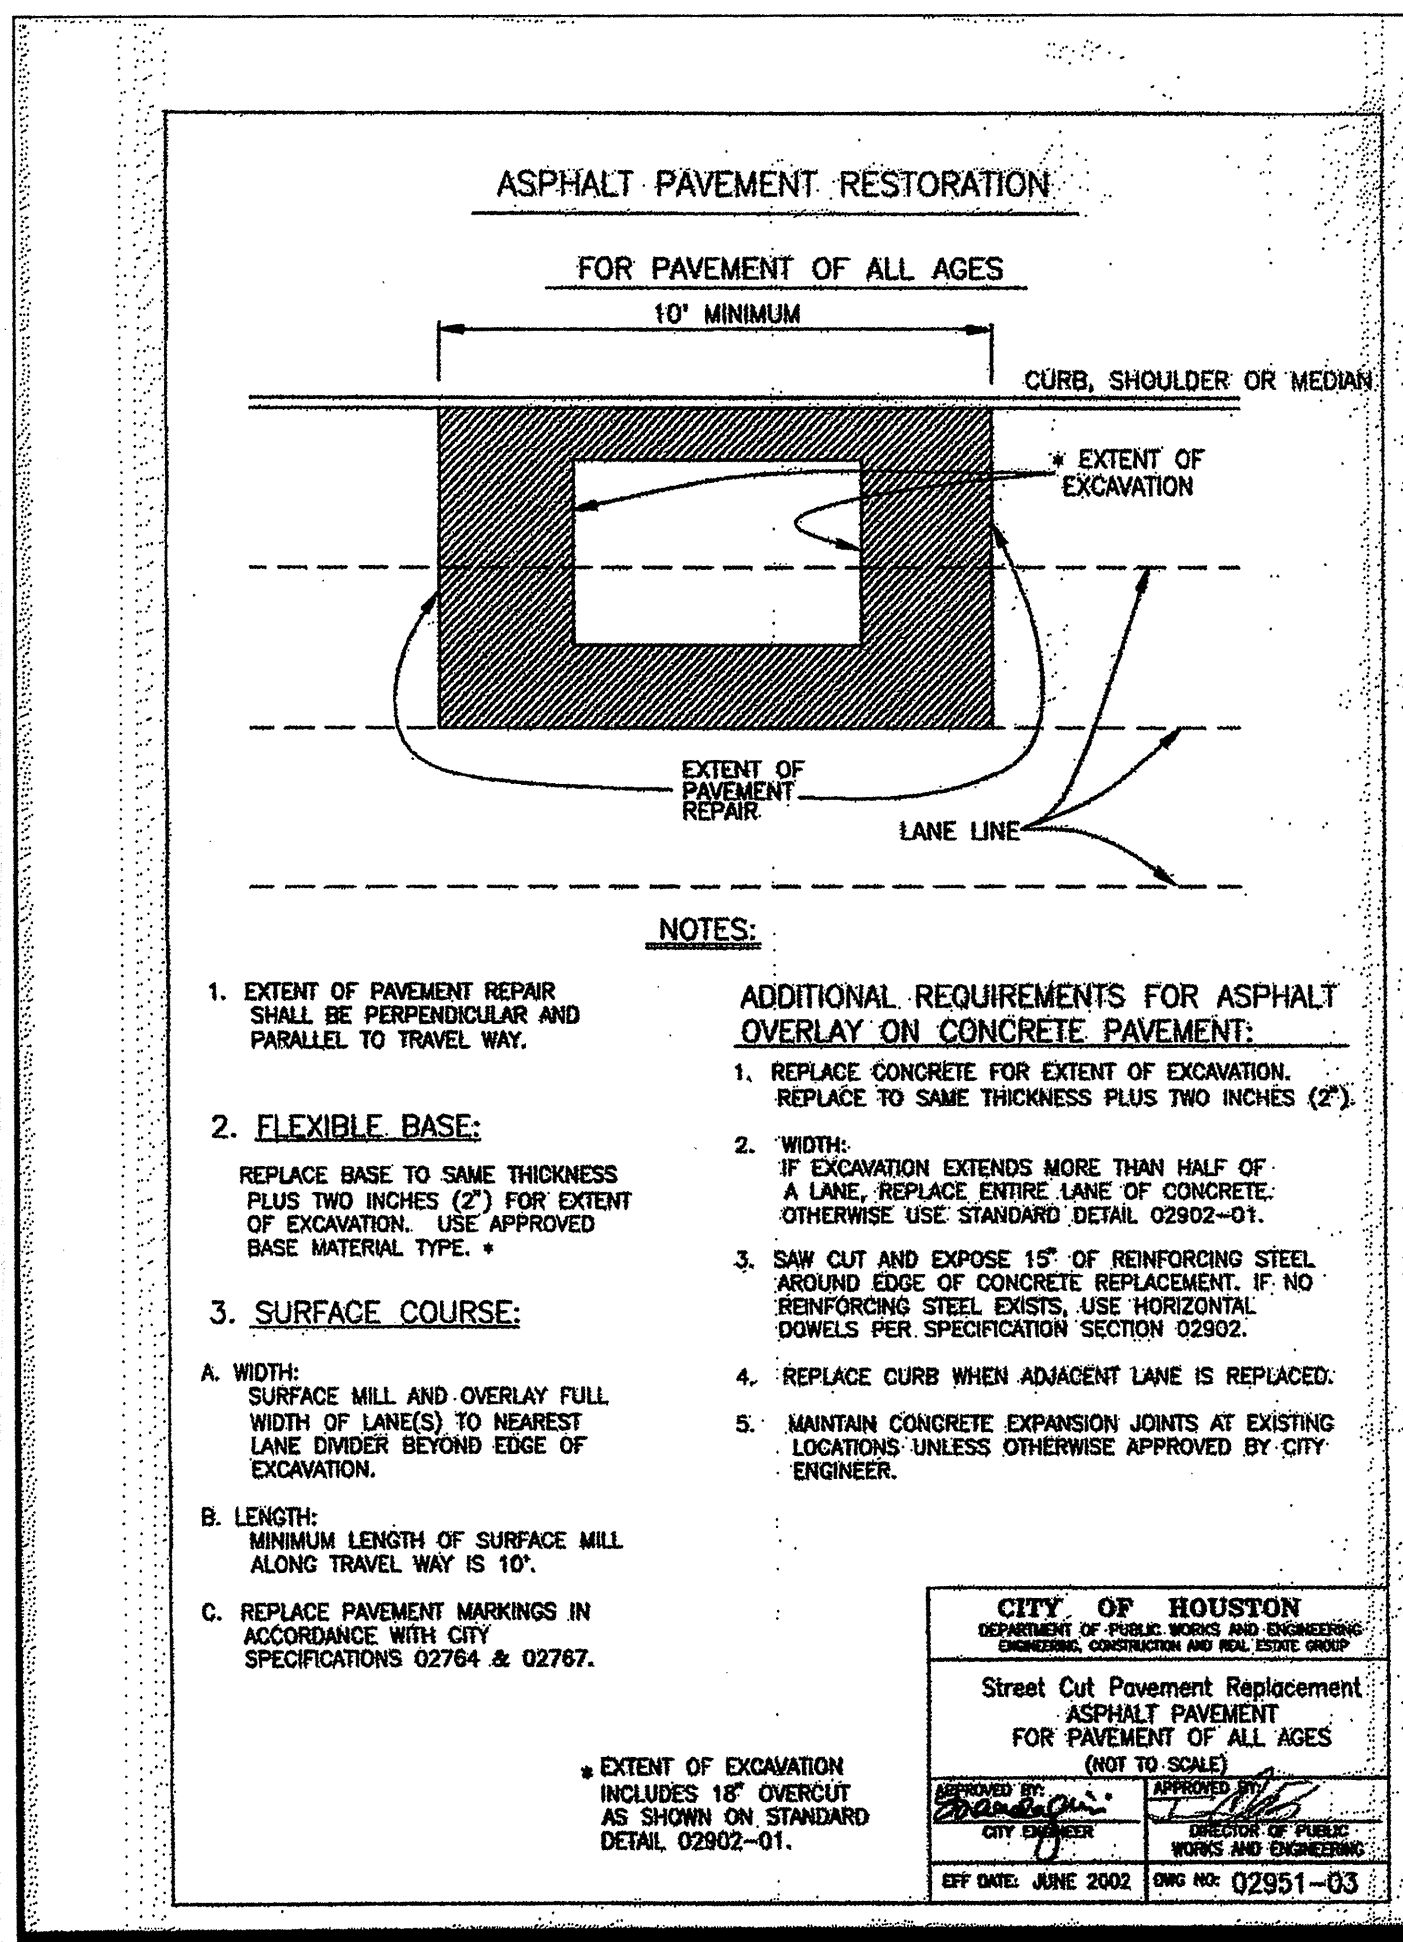 ASPHALT PAVEMENT RESTORATION
FOR PAVEMENT OF ALL AGES
10' MINIMUM
CURB, SHOULDER OR MEDIAN
* EXTENT OF
EXCAVATION
EXTENT OF
PAVEMENT
REPAIR
LANE LINE
NOTES:
1. EXTENT OF PAVEMENT REPAIR
SHALL BE PERPENDICULAR AND
PARALLEL TO TRAVEL WAY.
2. FLEXIBLE BASE:
REPLACE BASE TO SAME THICKNESS
PLUS TWO INCHES (2") FOR EXTENT
OF EXCAVATION. USE APPROVED
BASE MATERIAL TYPE. *
3. SURFACE COURSE:
A. WIDTH:
SURFACE MILL AND OVERLAY FULL
WIDTH OF LANE(S) TO NEAREST
LANE DIVIDER BEYOND EDGE OF
EXCAVATION.
B. LENGTH:
MINIMUM LENGTH OF SURFACE MILL
ALONG TRAVEL WAY IS 10'.
C. REPLACE PAVEMENT MARKINGS IN
ACCORDANCE WITH CITY
SPECIFICATIONS 02764 & 02767.
ADDITIONAL REQUIREMENTS FOR ASPHALT
OVERLAY ON CONCRETE PAVEMENT:
1. REPLACE CONCRETE FOR EXTENT OF EXCAVATION.
REPLACE TO SAME THICKNESS PLUS TWO INCHES (2").
2. WIDTH:
IF EXCAVATION EXTENDS MORE THAN HALF OF
A LANE, REPLACE ENTIRE LANE OF CONCRETE.
OTHERWISE USE STANDARD DETAIL 02902-01.
3. SAW CUT AND EXPOSE 15" OF REINFORCING STEEL
AROUND EDGE OF CONCRETE REPLACEMENT. IF NO
REINFORCING STEEL EXISTS, USE HORIZONTAL
DOWELS PER SPECIFICATION SECTION 02902.
4. REPLACE CURB WHEN ADJACENT LANE IS REPLACED.
5. MAINTAIN CONCRETE EXPANSION JOINTS AT EXISTING
LOCATIONS UNLESS OTHERWISE APPROVED BY CITY
ENGINEER.
* EXTENT OF EXCAVATION
INCLUDES 18" OVERCUT
AS SHOWN ON STANDARD
DETAIL 02902-01.
CITY OF HOUSTON
DEPARTMENT OF PUBLIC WORKS AND ENGINEERING
ENGINEERING, CONSTRUCTION AND REAL ESTATE GROUP
Street Cut Pavement Replacement
ASPHALT PAVEMENT
FOR PAVEMENT OF ALL AGES
(NOT TO SCALE)
APPROVED BY:
CITY ENGINEER
APPROVED BY:
DIRECTOR OF PUBLIC
WORKS AND ENGINEERING
EFF DATE: JUNE 2002
DWG NO: 02951-03